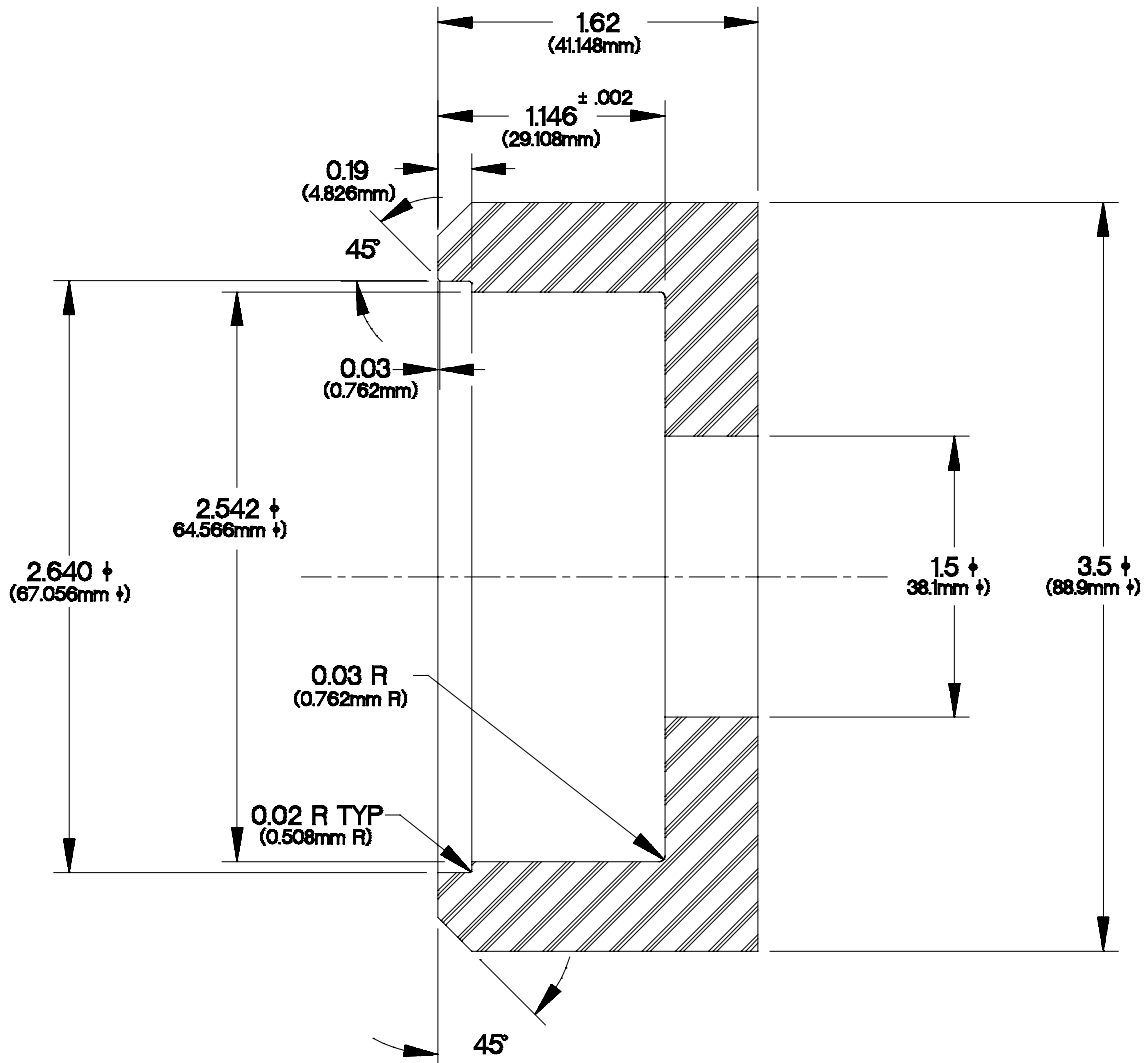 1.62
(41.148mm)
± .002
1.146
(29.108mm)
0.19
(4.826mm)
45°
0.03
(0.762mm)
2.542 ϕ
64.566mm ϕ)
2.640 ϕ
(67.056mm ϕ)
1.5 ϕ
38.1mm ϕ)
3.5 ϕ
(88.9mm ϕ)
0.03 R
(0.762mm R)
0.02 R TYP
(0.508mm R)
45°